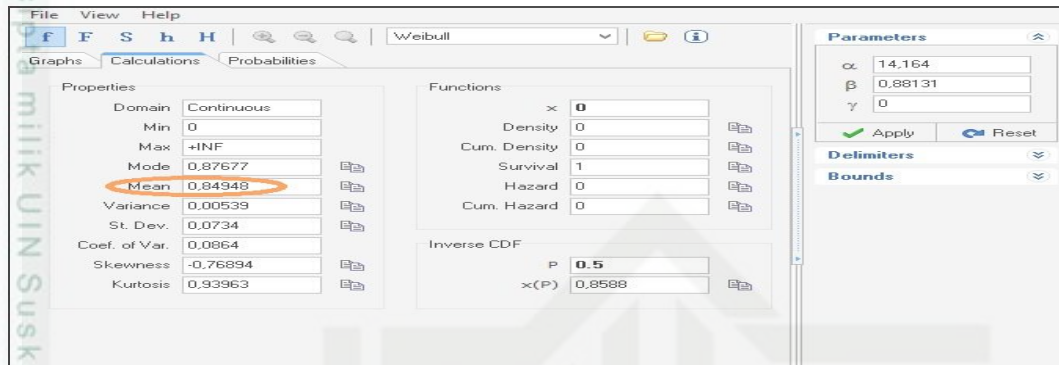 File View Help
f F S h H Weibull
Graphs Calculations Probabilities
Properties
Domain Continuous
Min 0
Max +INF
Mode 0,87677
Mean 0,84948
Variance 0,00539
St. Dev. 0,0734
Coef. of Var. 0,0864
Skewness -0,76894
Kurtosis 0,93963
Functions
x 0
Density 0
Cum. Density 0
Survival 1
Hazard 0
Cum. Hazard 0
Inverse CDF
P 0.5
x(P) 0,8588
Parameters
α 14,164
β 0,88131
γ 0
Apply Reset
Delimiters
Bounds
milik UIN Susk